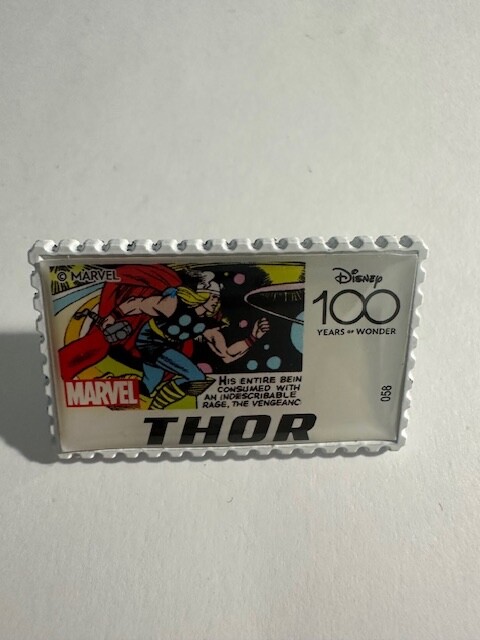 © MARVEL
Disney
100
YEARS OF WONDER
MARVEL
HIS ENTIRE BEIN
CONSUMED WITH
AN INDESCRIBABLE
RAGE, THE VENGEANC
058
THOR